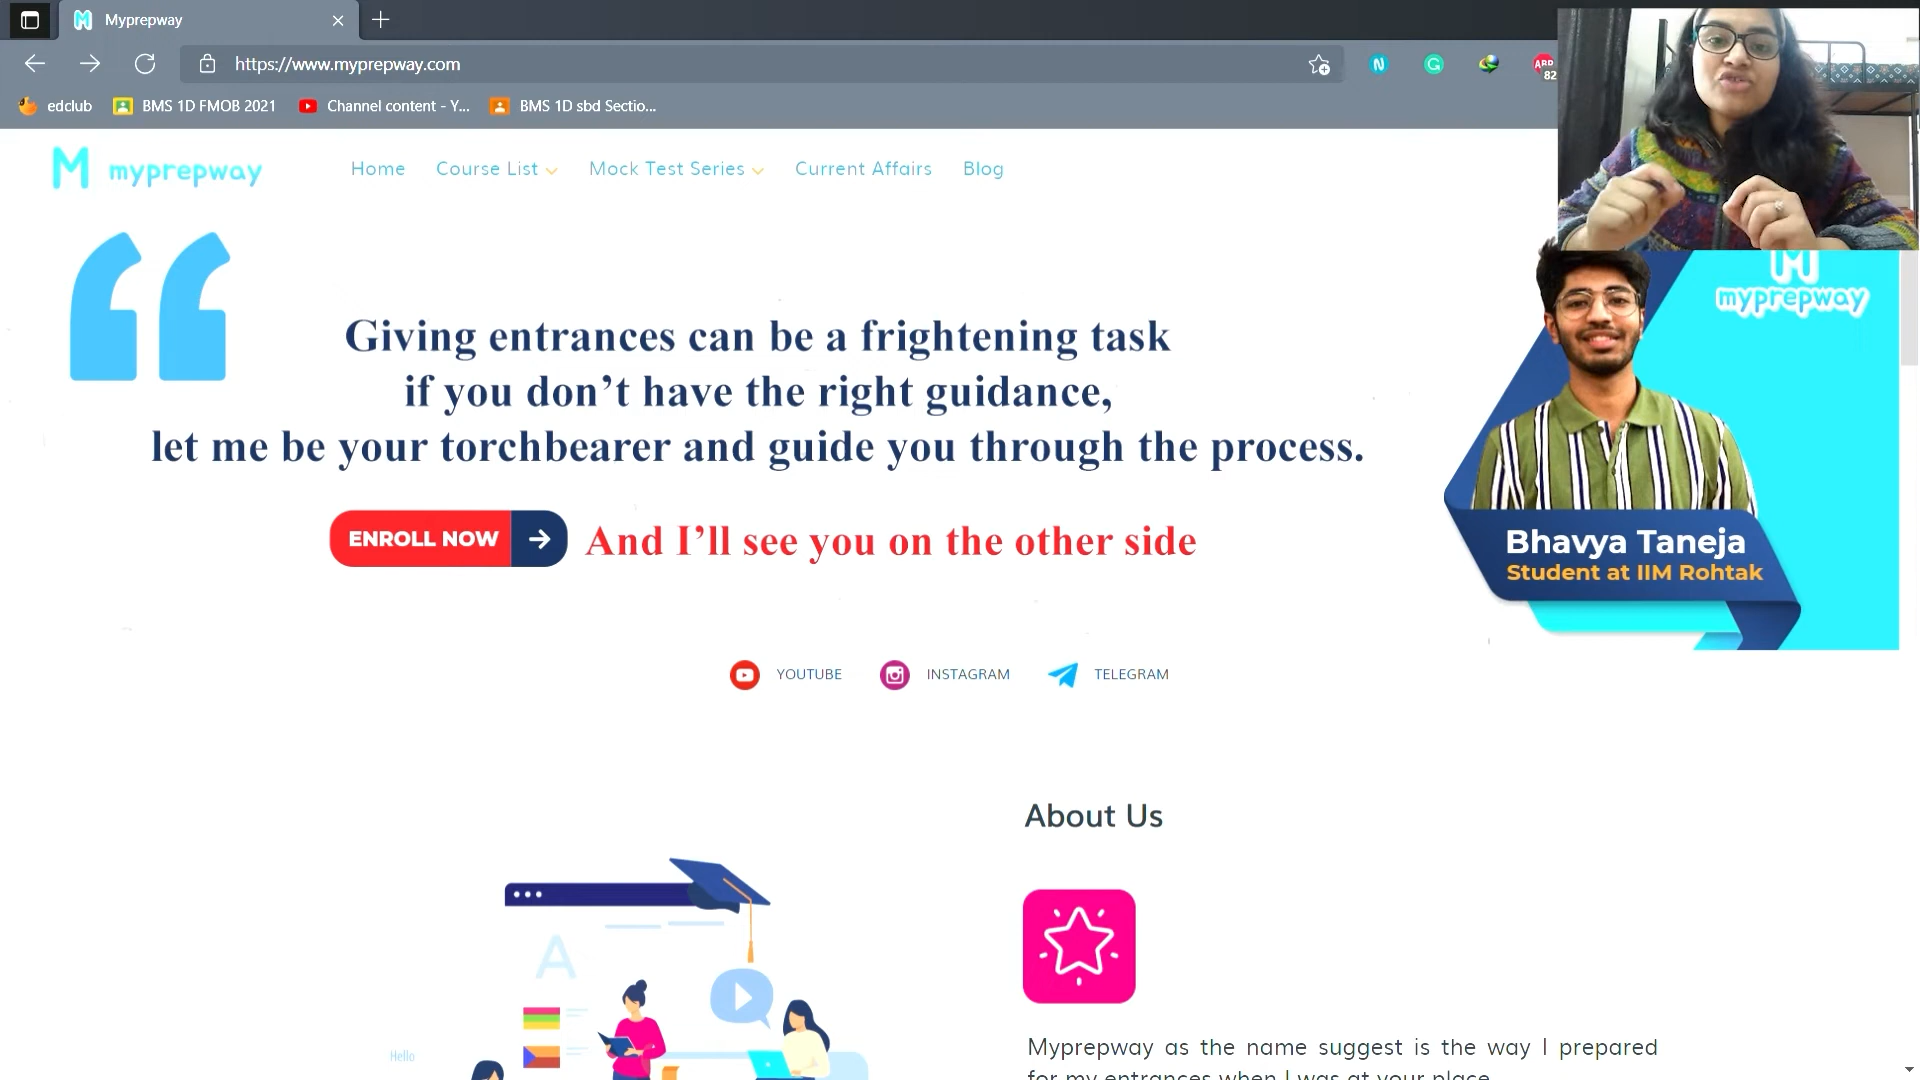 Myprepway
https://www.myprepway.com
ABP
82
edclub
BMS 1D FMOB 2021
Channel content - Y...
BMS 1D sbd Sectio...
M myprepway
Home
Course List
Mock Test Series
Current Affairs
Blog
M
myprepway
Giving entrances can be a frightening task
if you don’t have the right guidance,
let me be your torchbearer and guide you through the process.
ENROLL NOW
And I’ll see you on the other side
Bhavya Taneja
Student at IIM Rohtak
YOUTUBE
INSTAGRAM
TELEGRAM
About Us
A
Hello
Myprepway as the name suggest is the way I prepared
for my entrances when I was at your place